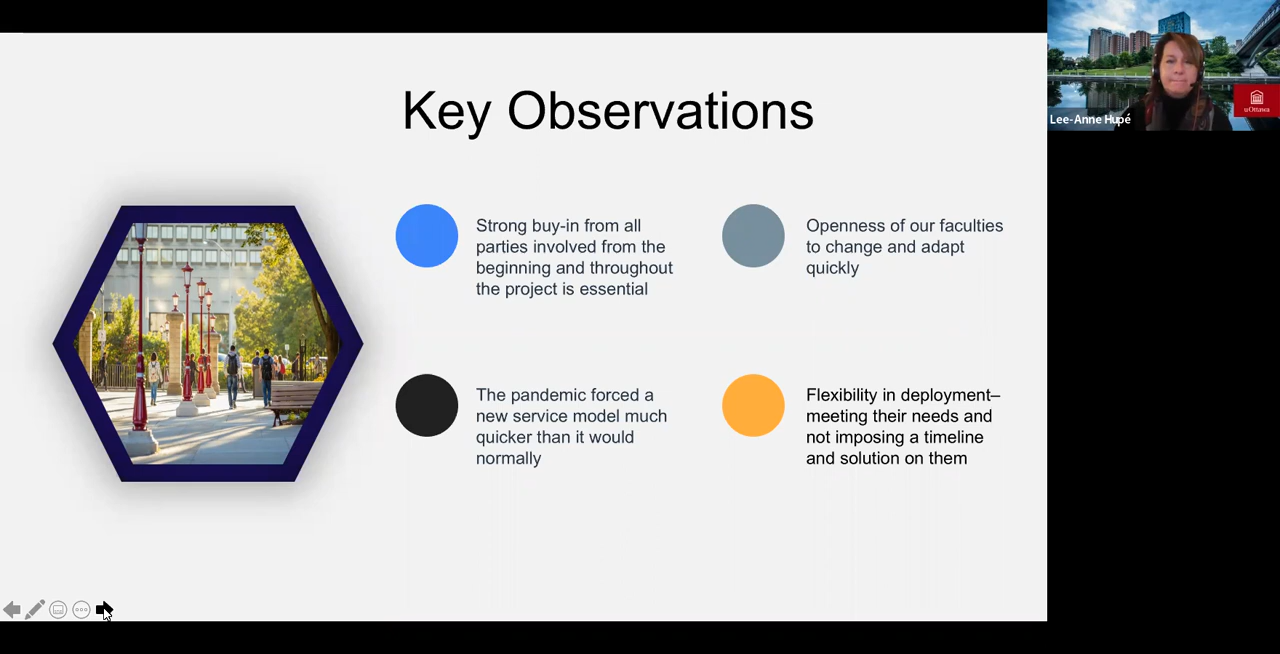 Key Observations
Strong buy-in from all
parties involved from the
beginning and throughout
the project is essential
Openness of our faculties
to change and adapt
quickly
The pandemic forced a
new service model much
quicker than it would
normally
Flexibility in deployment–
meeting their needs and
not imposing a timeline
and solution on them
uOttawa
Lee-Anne Hupé